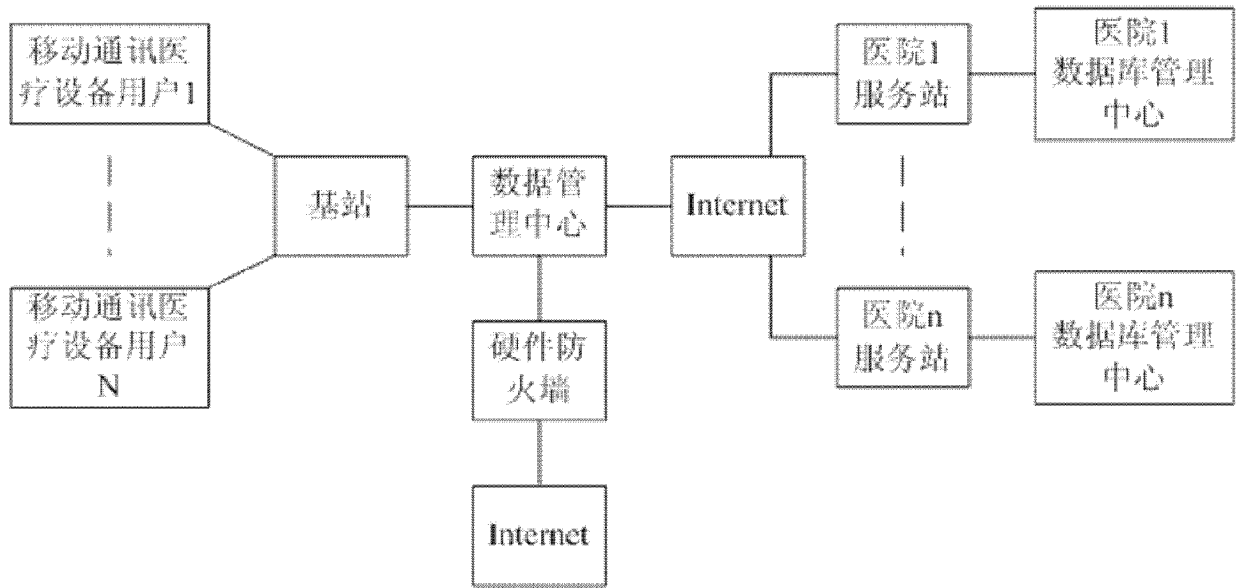 移动通讯医
疗设备用户1
移动通讯医
疗设备用户
N
基站
数据管
理中心
硬件防
火墙
Internet
Internet
医院1
服务站
医院1
数据库管理
中心
医院n
服务站
医院n
数据库管理
中心